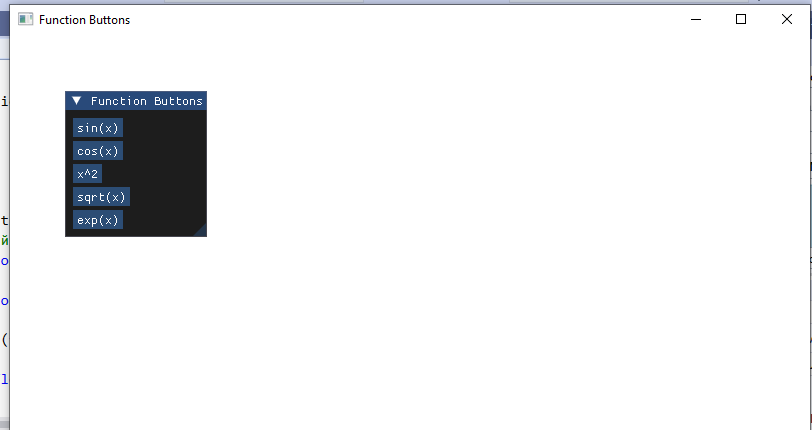 Function Buttons
Function Buttons
sin(x)
cos(x)
x^2
sqrt(x)
exp(x)
i
t
й
o
o
(
l